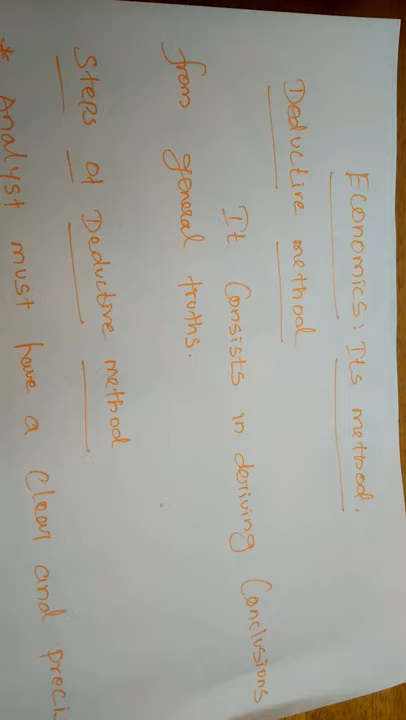 Economics: Its method.
Deductive method
It Consists in deriving Conclusions
from general truths.
Steps of Deductive method
* Analyst must have a Clear and